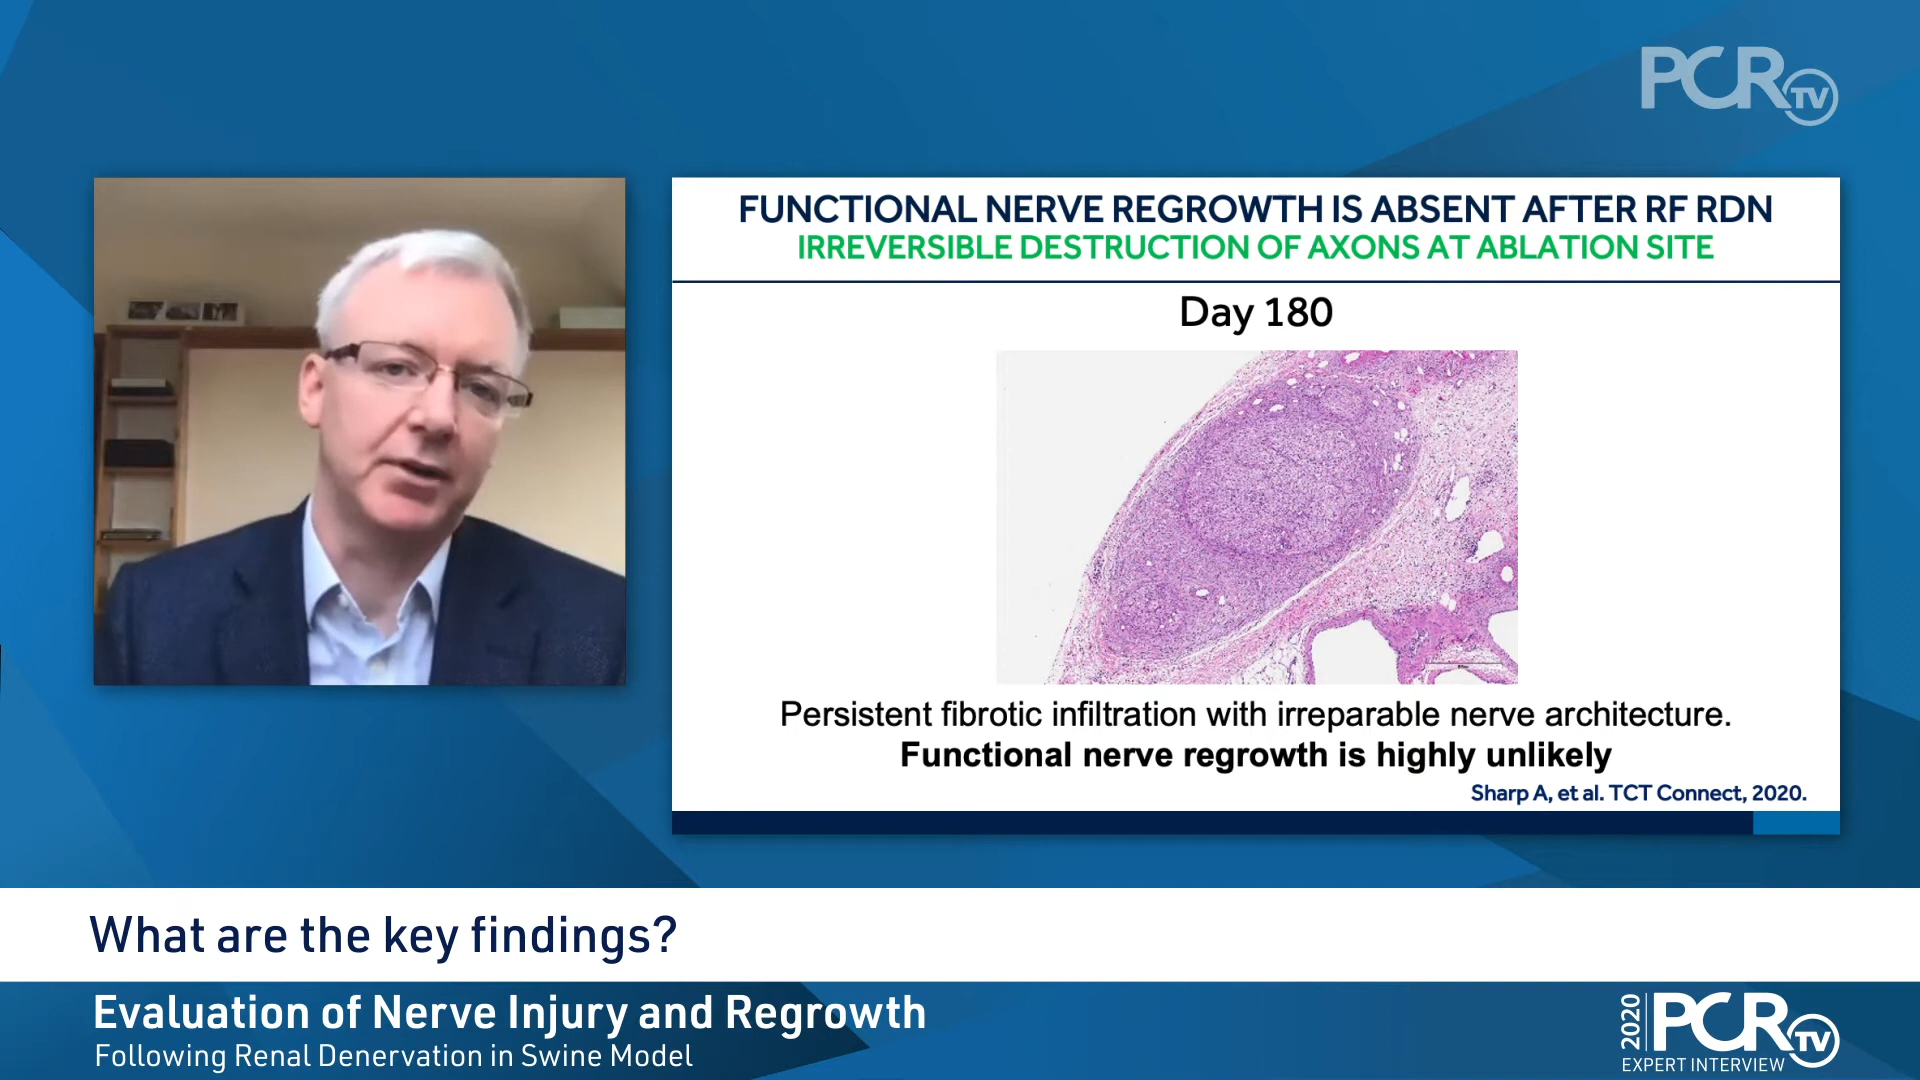 PCR TV
FUNCTIONAL NERVE REGROWTH IS ABSENT AFTER RF RDN
IRREVERSIBLE DESTRUCTION OF AXONS AT ABLATION SITE
Day 180
Persistent fibrotic infiltration with irreparable nerve architecture.
Functional nerve regrowth is highly unlikely
Sharp A, et al. TCT Connect, 2020.
What are the key findings?
Evaluation of Nerve Injury and Regrowth
Following Renal Denervation in Swine Model
2020 PCR TV
EXPERT INTERVIEW